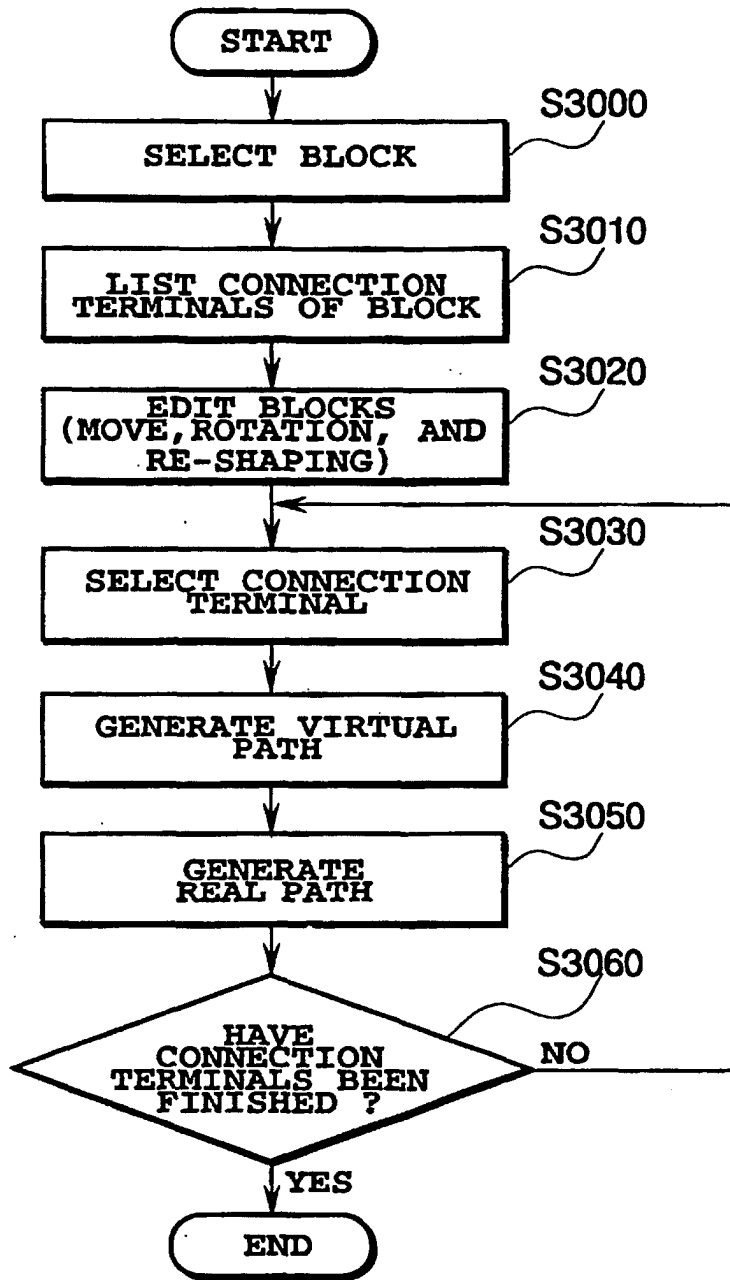 START
S3000
SELECT BLOCK
S3010
LIST CONNECTION
TERMINALS OF BLOCK
S3020
EDIT BLOCKS
(MOVE,ROTATION, AND
RE-SHAPING)
S3030
SELECT CONNECTION
TERMINAL
S3040
GENERATE VIRTUAL
PATH
S3050
GENERATE
REAL PATH
S3060
HAVE
CONNECTION
TERMINALS BEEN
FINISHED ?
NO
YES
END